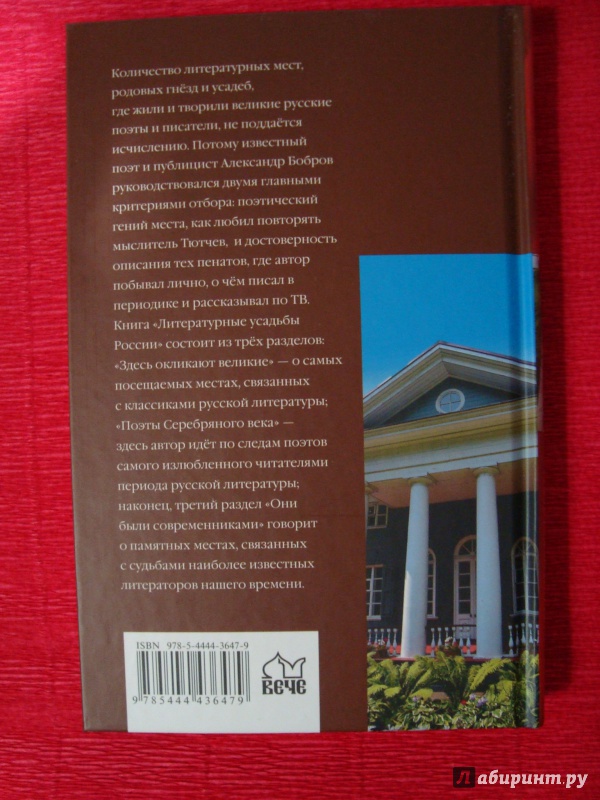 Количество литературных мест,
родовых гнёзд и усадеб,
где жили и творили великие русские
поэты и писатели, не поддаётся
исчислению. Потому известный
поэт и публицист Александр Бобров
руководствовался двумя главными
критериями отбора: поэтический
гений места, как любил повторять
мыслитель Тютчев, и достоверность
описания тех пенатов, где автор
побывал лично, о чём писал в
периодике и рассказывал по ТВ.
Книга «Литературные усадьбы
России» состоит из трёх разделов:
«Здесь окликают великие» — о самых
посещаемых местах, связанных
с классиками русской литературы;
«Поэты Серебряного века» —
здесь автор идёт по следам поэтов
самого излюбленного читателями
периода русской литературы;
наконец, третий раздел «Они
были современниками» говорит
о памятных местах, связанных
с судьбами наиболее известных
литераторов нашего времени.
ISBN 978-5-4444-3647-9
9 785444 436479
ВЕЧЕ
Лабиринт.ру